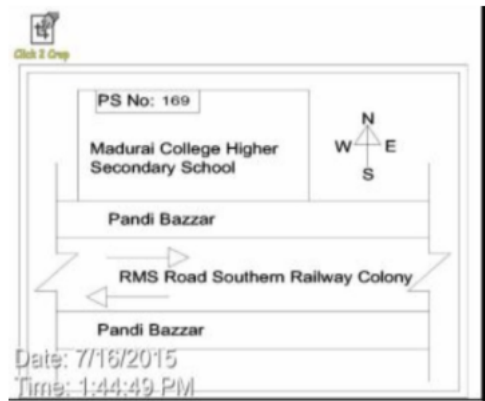 Click 2 Crop
PS No: 169
Madurai College Higher
Secondary School
N
W E
S
Pandi Bazzar
RMS Road Southern Railway Colony
Pandi Bazzar
Date: 7/16/2015
Time: 1:44:49 PM